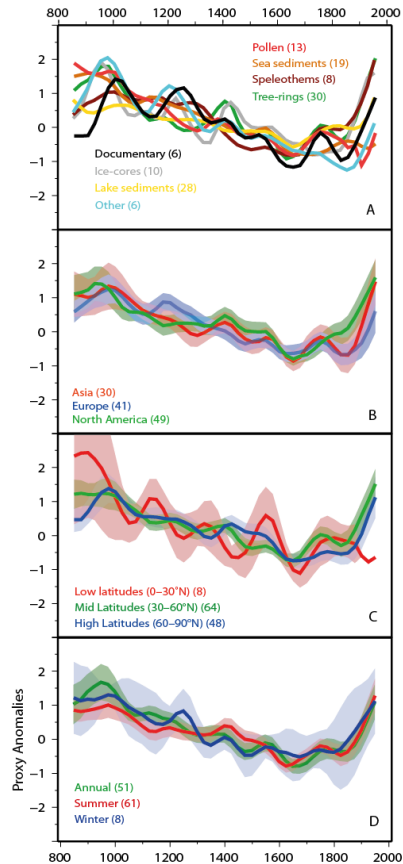 800 1000 1200 1400 1600 1800 2000
Pollen (13)
Sea sediments (19)
Speleothems (8)
Tree-rings (30)
2
1
0
−1
−2
Documentary (6)
Ice-cores (10)
Lake sediments (28)
Other (6)
A
2
1
0
−1
−2
Asia (30)
Europe (41)
North America (49)
B
2
1
0
−1
−2
Low latitudes (0–30°N) (8)
Mid Latitudes (30–60°N) (64)
High Latitudes (60–90°N) (48)
C
Proxy Anomalies
2
1
0
−1
−2
Annual (51)
Summer (61)
Winter (8)
D
800 1000 1200 1400 1600 1800 2000